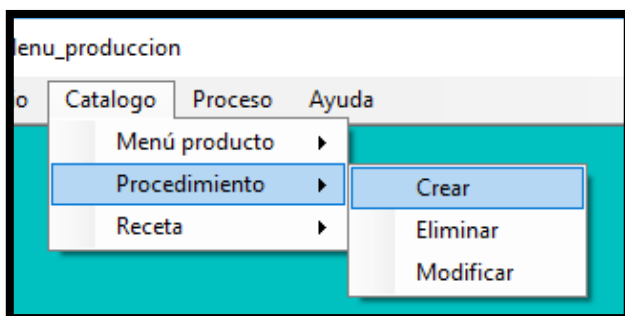 lenu_produccion
o Catalogo Proceso Ayuda
Menú producto
Procedimiento Crear
Receta Eliminar
Modificar